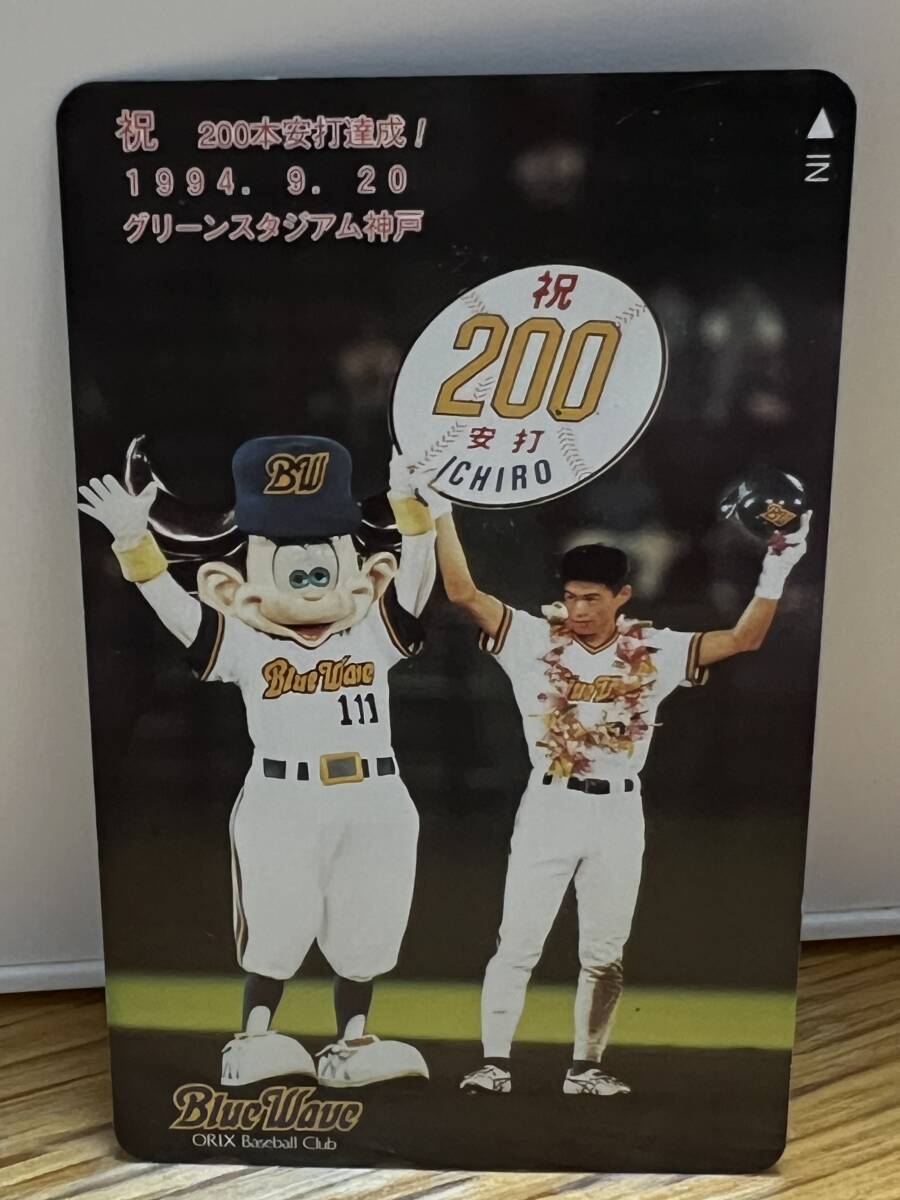 祝 200本安打達成!
1994. 9. 20
グリーンスタジアム神戸
IN
祝
200
安打
ICHIRO
BW
BW
Blue Wave
111
Blue Wave
ORIX Baseball Club